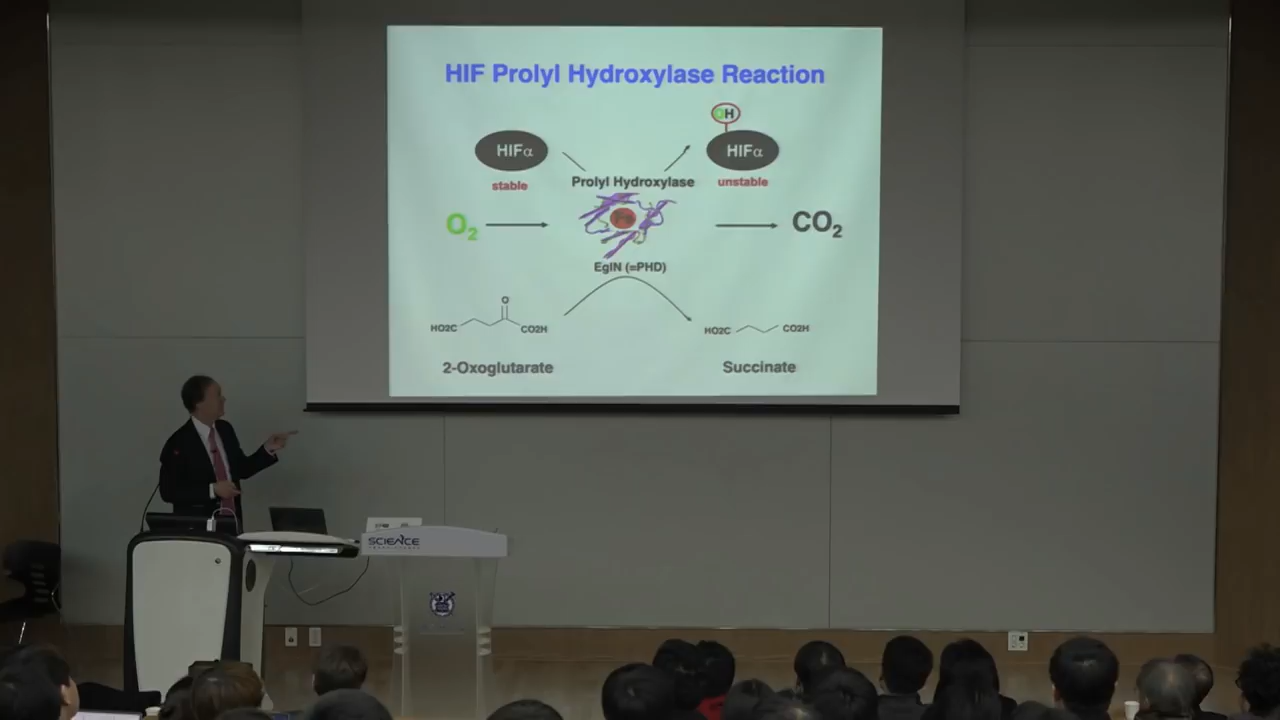 HIF Prolyl Hydroxylase Reaction
OH
HIFα
HIFα
stable
Prolyl Hydroxylase
unstable
O2
CO2
EglN (=PHD)
O
HO2C
CO2H
HO2C
CO2H
2-Oxoglutarate
Succinate
SCIENCE